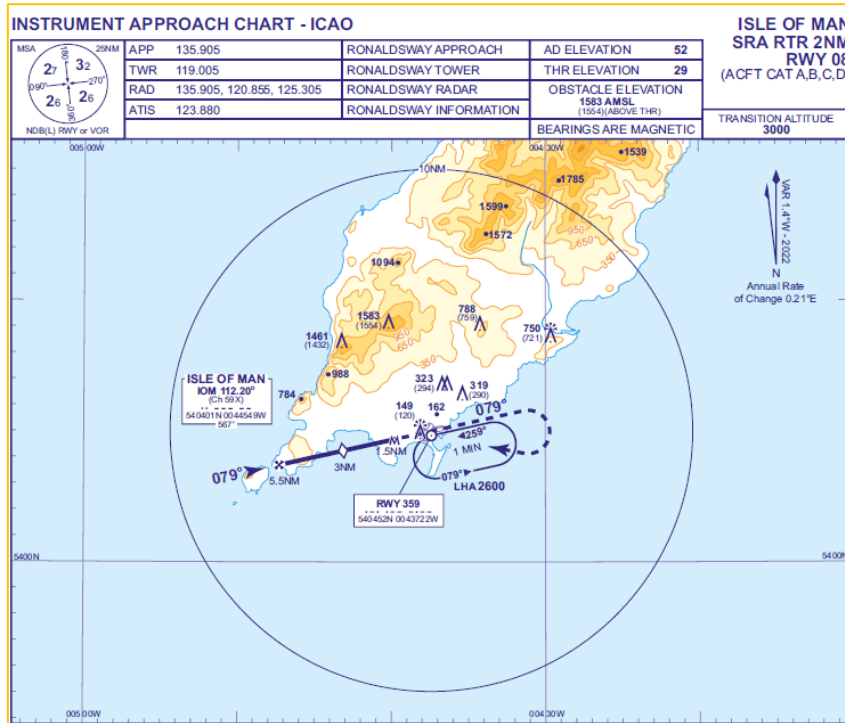 INSTRUMENT APPROACH CHART - ICAO
ISLE OF MAN
SRA RTR 2NM
RWY 08
(ACFT CAT A,B,C,D
MSA 25NM
180°
27 32
090° 270°
26 26
360°
NDB(L) RWY or VOR
APP 135.905 RONALDSWAY APPROACH
TWR 119.005 RONALDSWAY TOWER
RAD 135.905, 120.855, 125.305 RONALDSWAY RADAR
ATIS 123.880 RONALDSWAY INFORMATION
AD ELEVATION 52
THR ELEVATION 29
OBSTACLE ELEVATION
1583 AMSL
(1554)(ABOVE THR)
BEARINGS ARE MAGNETIC
TRANSITION ALTITUDE
3000
005 00W
004 30W
10NM
1539
1785
1599
1572
950
650
350
VAR 1.4°W - 2022
N
Annual Rate
of Change 0.21°E
1094
1583
(1554)
788
(759)
750
(721)
1461
(1432)
950
650
350
988
323
(294)
319
(290)
784
ISLE OF MAN
IOM 112.20°
(Ch 59X)
540401N 0044549W
567'
149
(120)
162
079°
259°
1 MIN
079°
LHA 2600
1.5NM
3NM
5.5NM
079°
RWY 359
540452N 0043722W
5400N
5400N
005 00W
004 30W